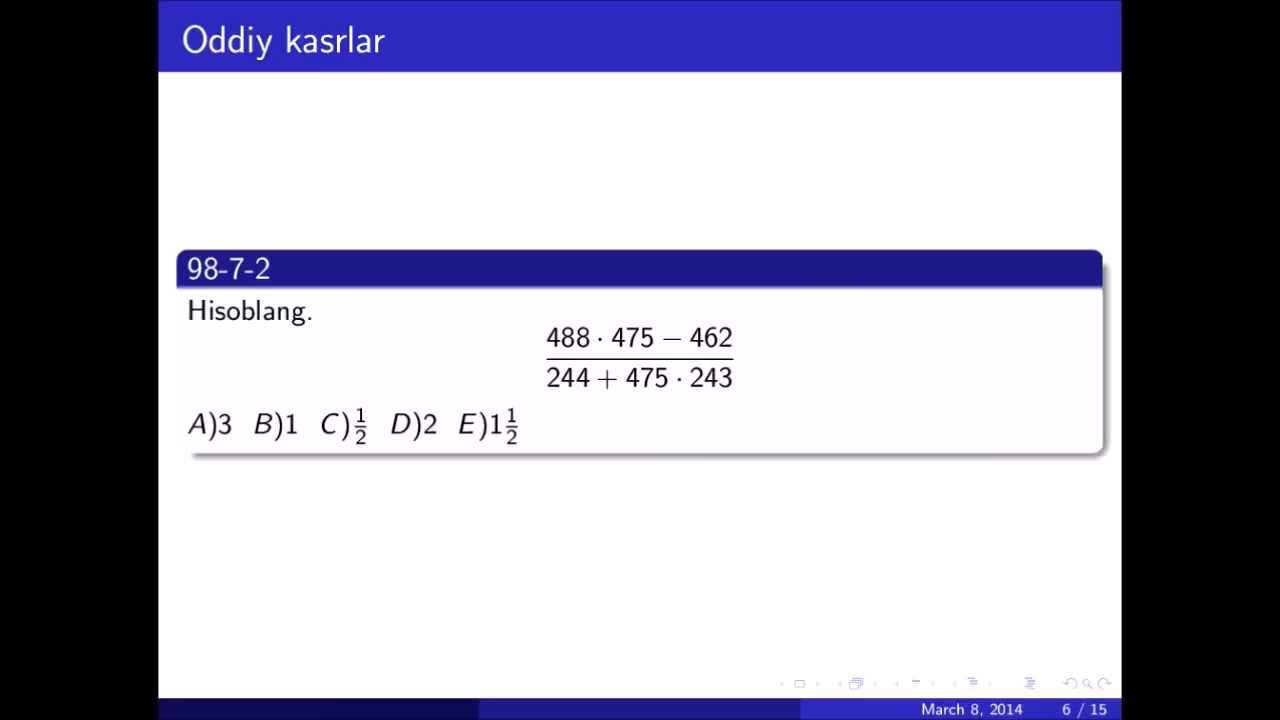 Oddiy kasrlar
98-7-2
Hisoblang.
488 · 475 − 462
244 + 475 · 243
A)3 B)1 C)1/2 D)2 E)1 1/2
March 8, 2014 6 / 15